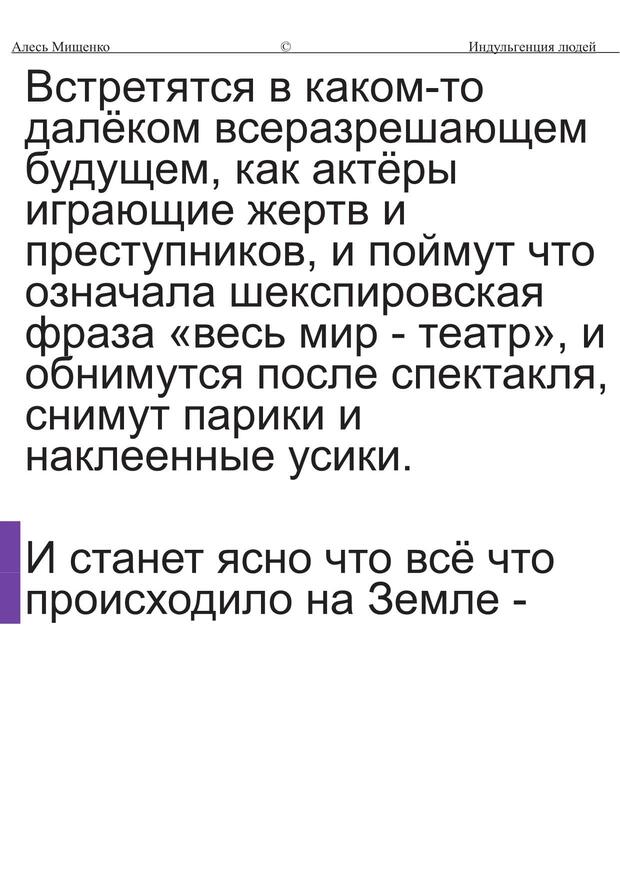 Алесь Мищенко © Индульгенция людей
Встретятся в каком-то
далёком всеразрешающем
будущем, как актёры
играющие жертв и
преступников, и поймут что
означала шекспировская
фраза «весь мир - театр», и
обнимутся после спектакля,
снимут парики и
наклеенные усики.
И станет ясно что всё что
происходило на Земле -